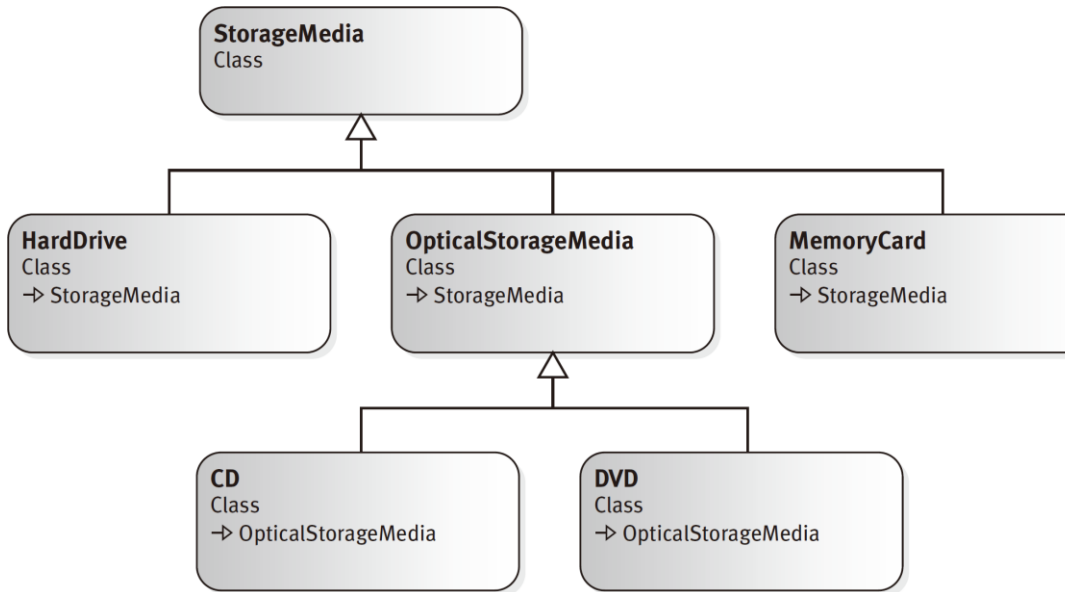 StorageMedia
Class
HardDrive
Class
StorageMedia
OpticalStorageMedia
Class
StorageMedia
MemoryCard
Class
StorageMedia
CD
Class
OpticalStorageMedia
DVD
Class
OpticalStorageMedia